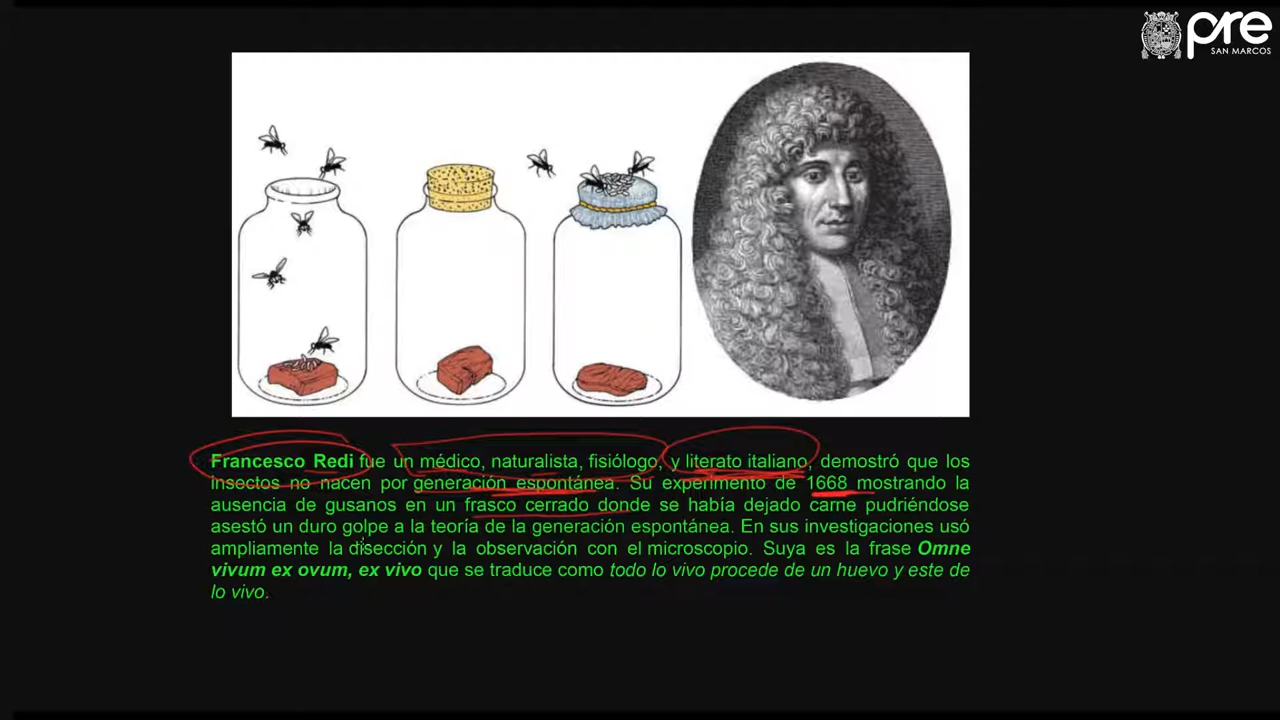 pre
SAN MARCOS
Francesco Redi fue un médico, naturalista, fisiólogo, y literato italiano, demostró que los
insectos no nacen por generación espontánea. Su experimento de 1668 mostrando la
ausencia de gusanos en un frasco cerrado donde se había dejado carne pudriéndose
asestó un duro golpe a la teoría de la generación espontánea. En sus investigaciones usó
ampliamente la disección y la observación con el microscopio. Suya es la frase Omne
vivum ex ovum, ex vivo que se traduce como todo lo vivo procede de un huevo y este de
lo vivo.